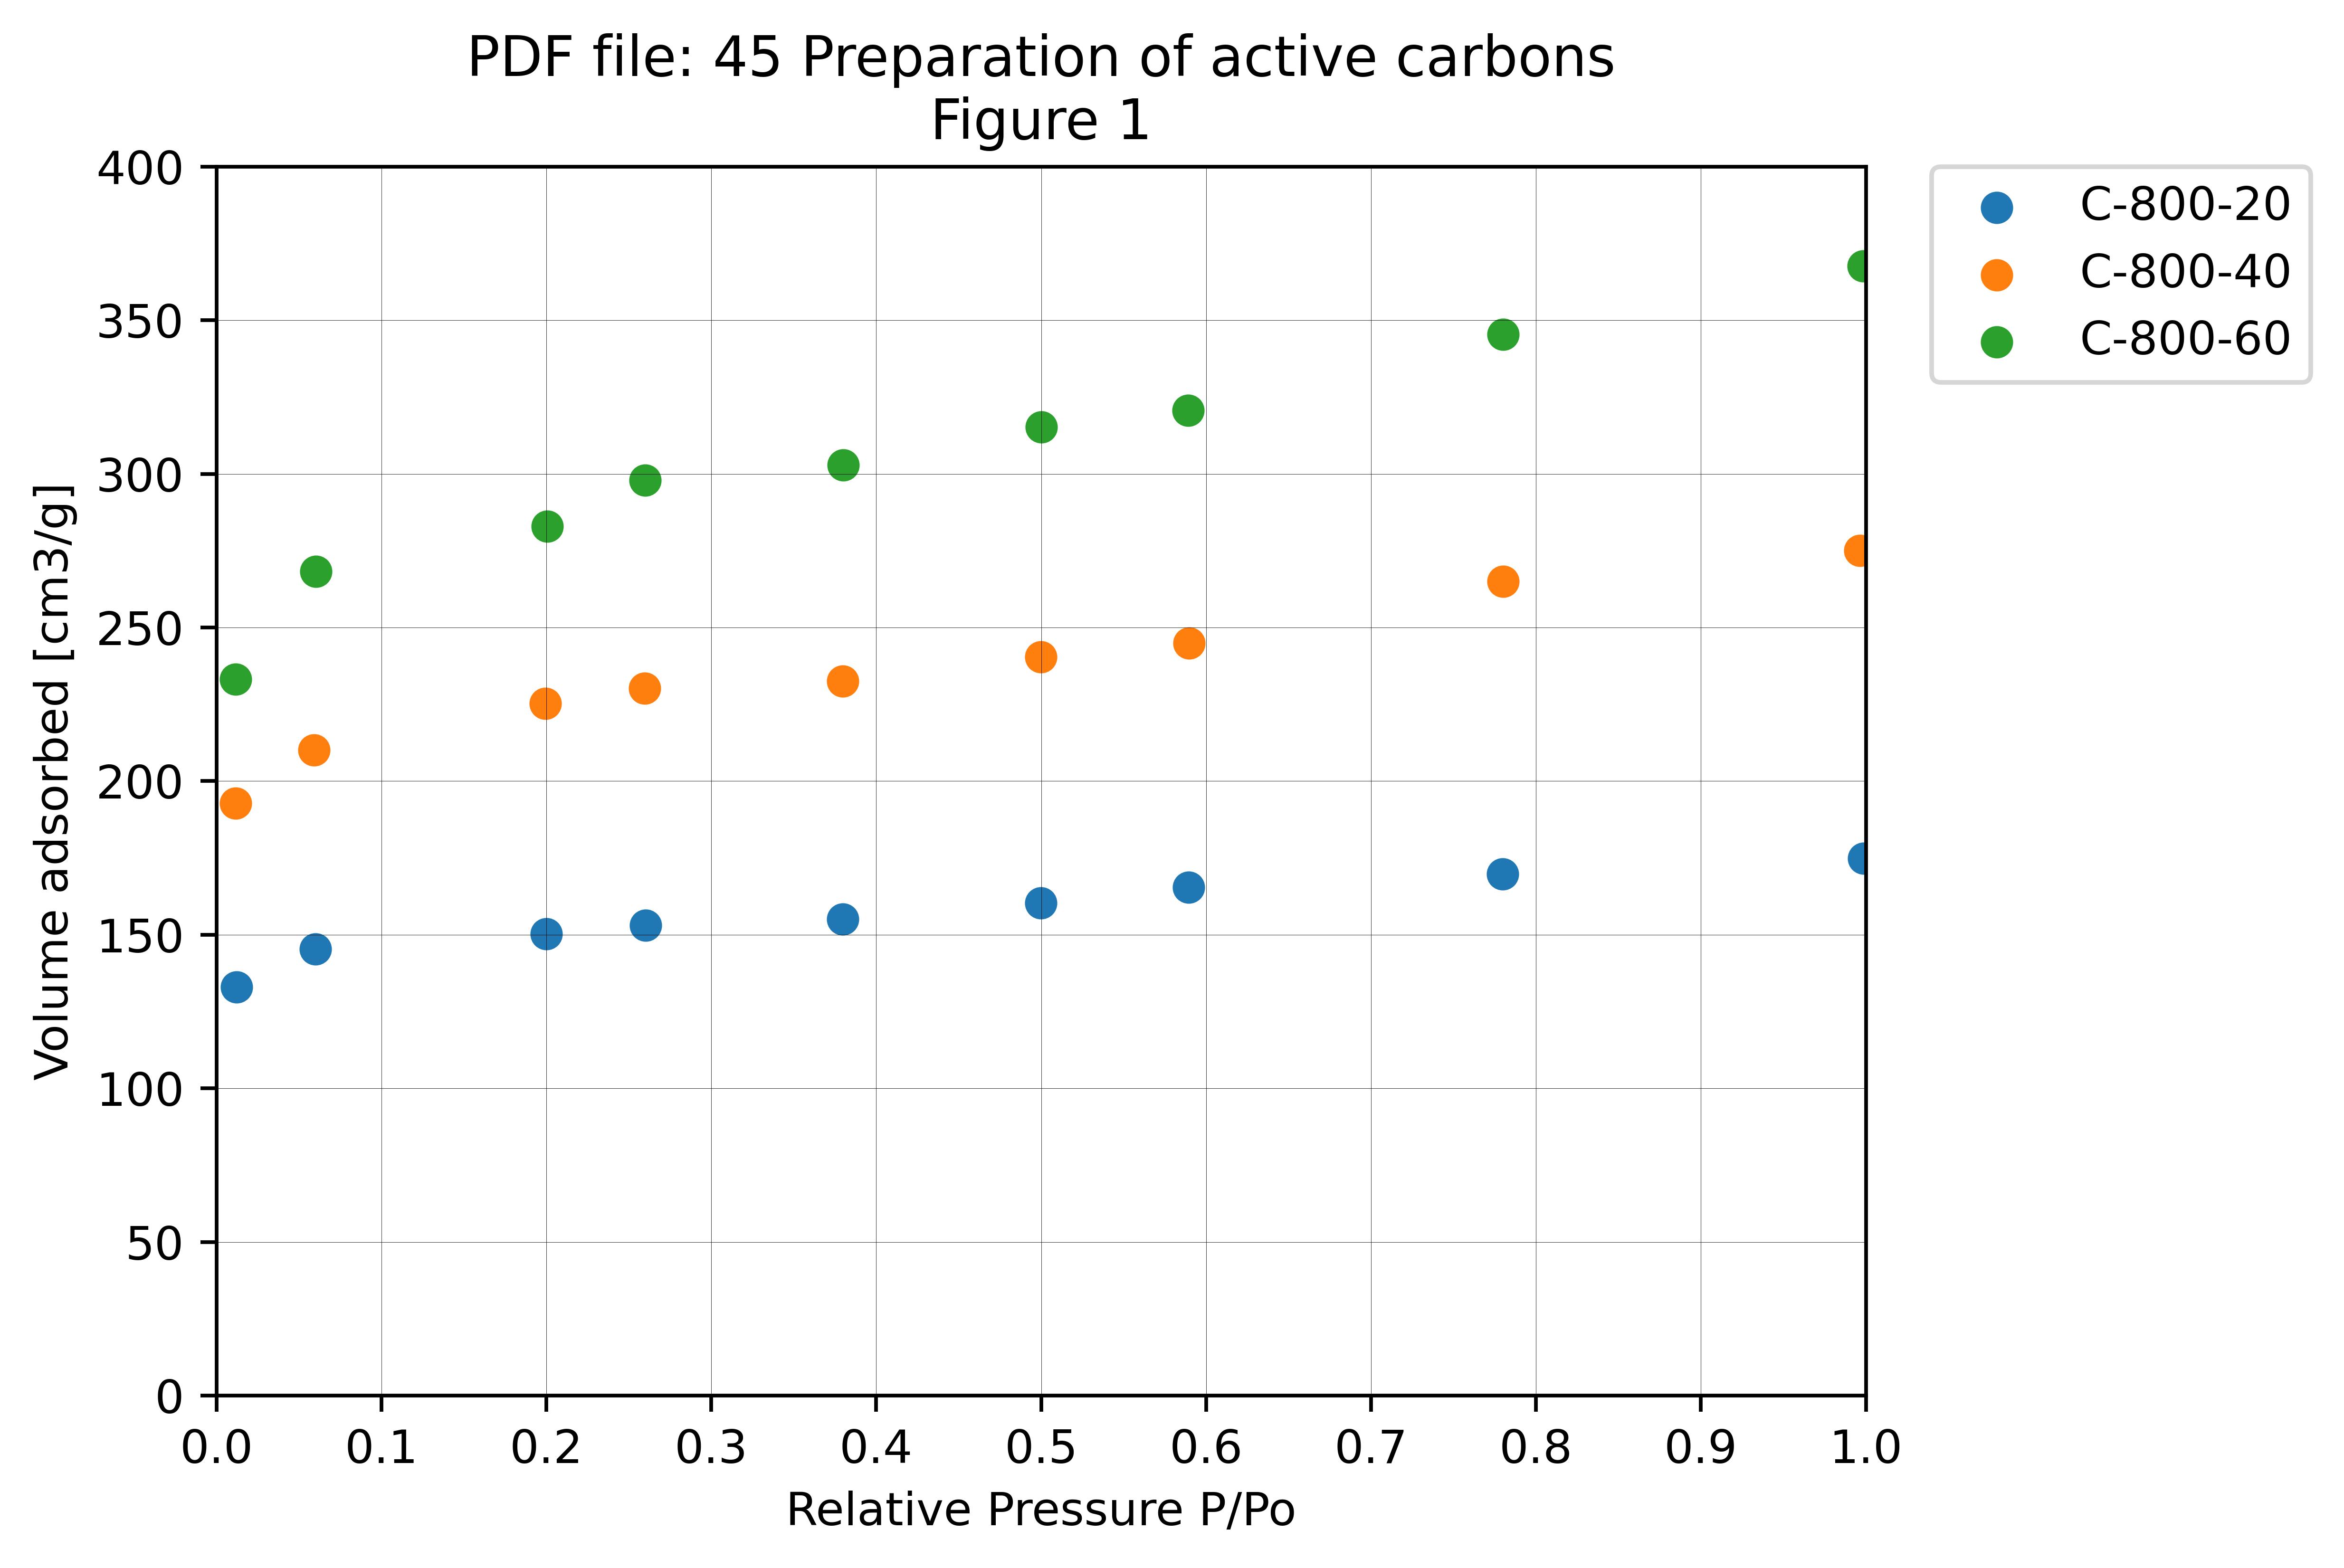 PDF file: 45 Preparation of active carbons
Figure 1
400
350
300
250
200
150
100
50
0
Volume adsorbed [cm3/g]
0.0 0.1 0.2 0.3 0.4 0.5 0.6 0.7 0.8 0.9 1.0
Relative Pressure P/Po
C-800-20
C-800-40
C-800-60